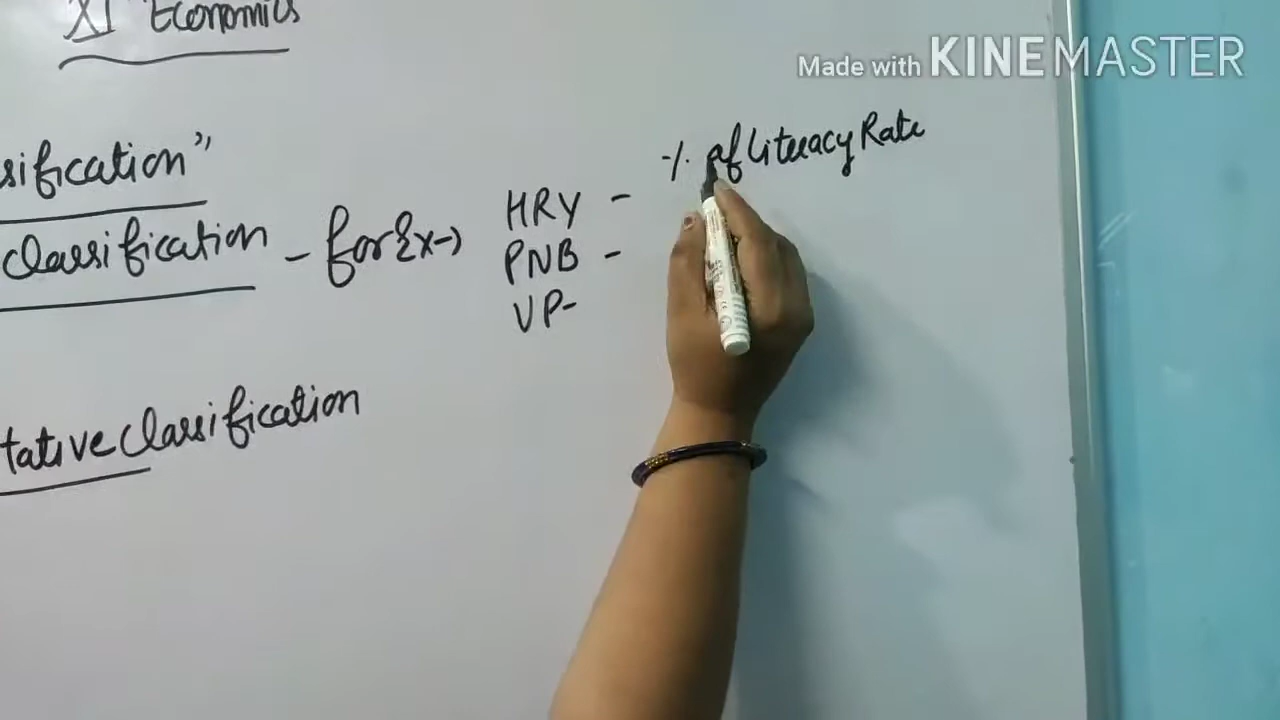 XI Economics
Made with KINEMASTER
sification"
% of Literacy Rate
classification - for Ex→ HRY -
PNB -
UP-
tative classification